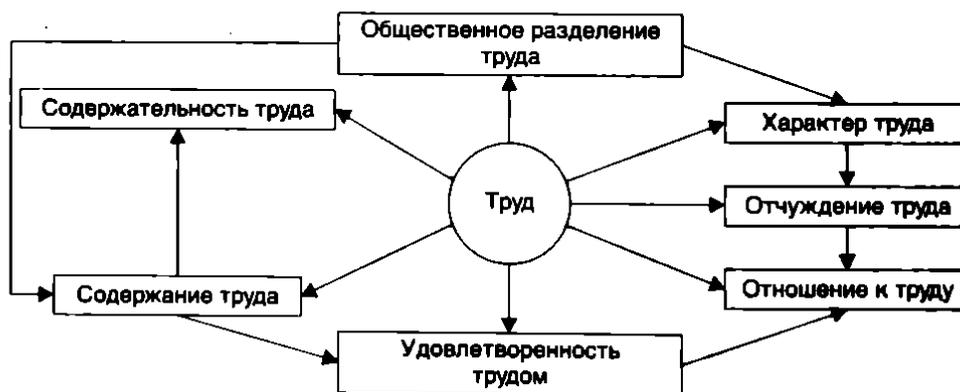 Общественное разделение
труда
Содержательность труда
Характер труда
Труд
Отчуждение труда
Содержание труда
Отношение к труду
Удовлетворенность
трудом